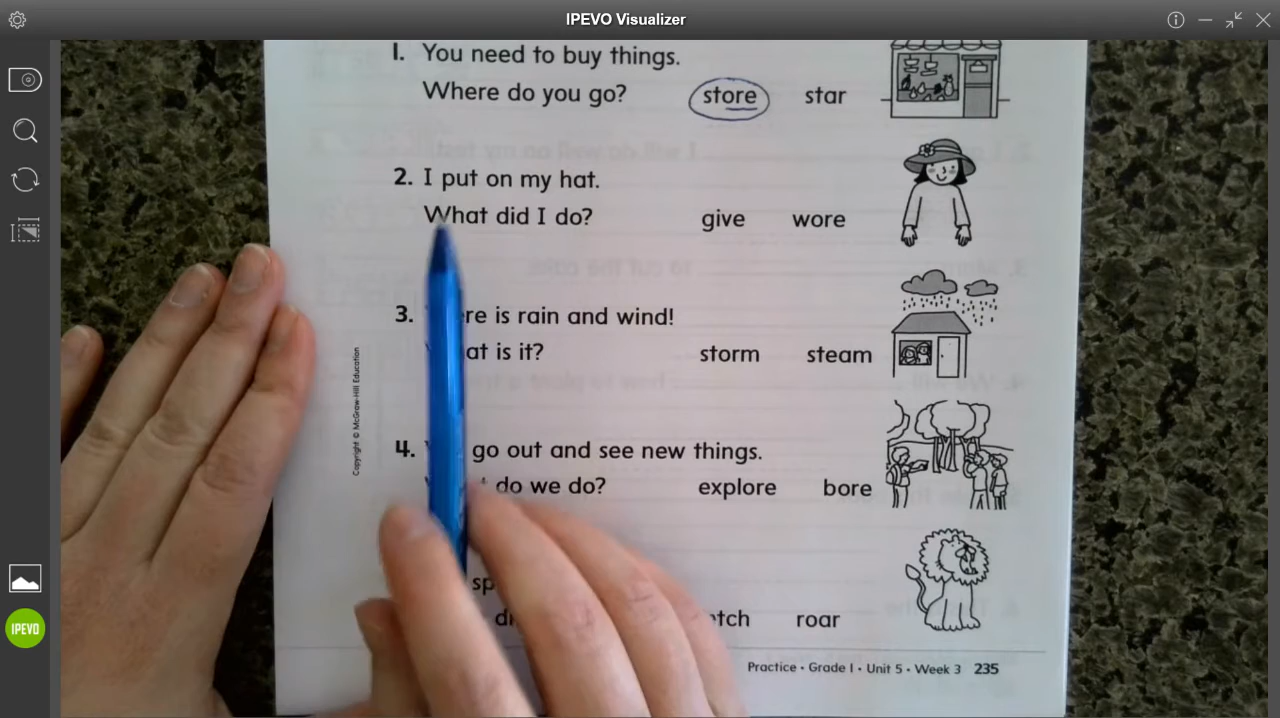 IPEVO Visualizer
1. You need to buy things.
Where do you go? store star
2. I put on my hat.
What did I do? give wore
3. is rain and wind!
is it? storm steam
4. go out and see new things.
do we do? explore bore
roar
Copyright © McGraw-Hill Education
Practice • Grade 1 • Unit 5 • Week 3 235
IPEVO